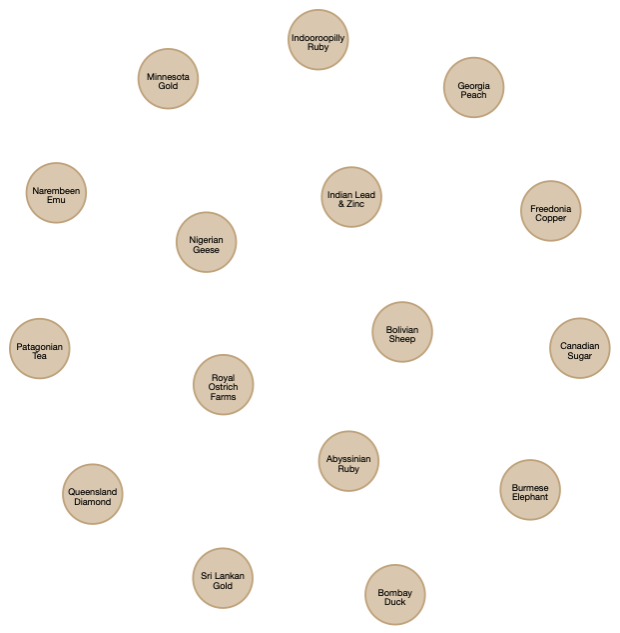 Indooroopilly
Ruby
Minnesota
Gold
Georgia
Peach
Narembeen
Emu
Indian Lead
& Zinc
Freedonia
Copper
Nigerian
Geese
Bolivian
Sheep
Patagonian
Tea
Canadian
Sugar
Royal
Ostrich
Farms
Abyssinian
Ruby
Queensland
Diamond
Burmese
Elephant
Sri Lankan
Gold
Bombay
Duck